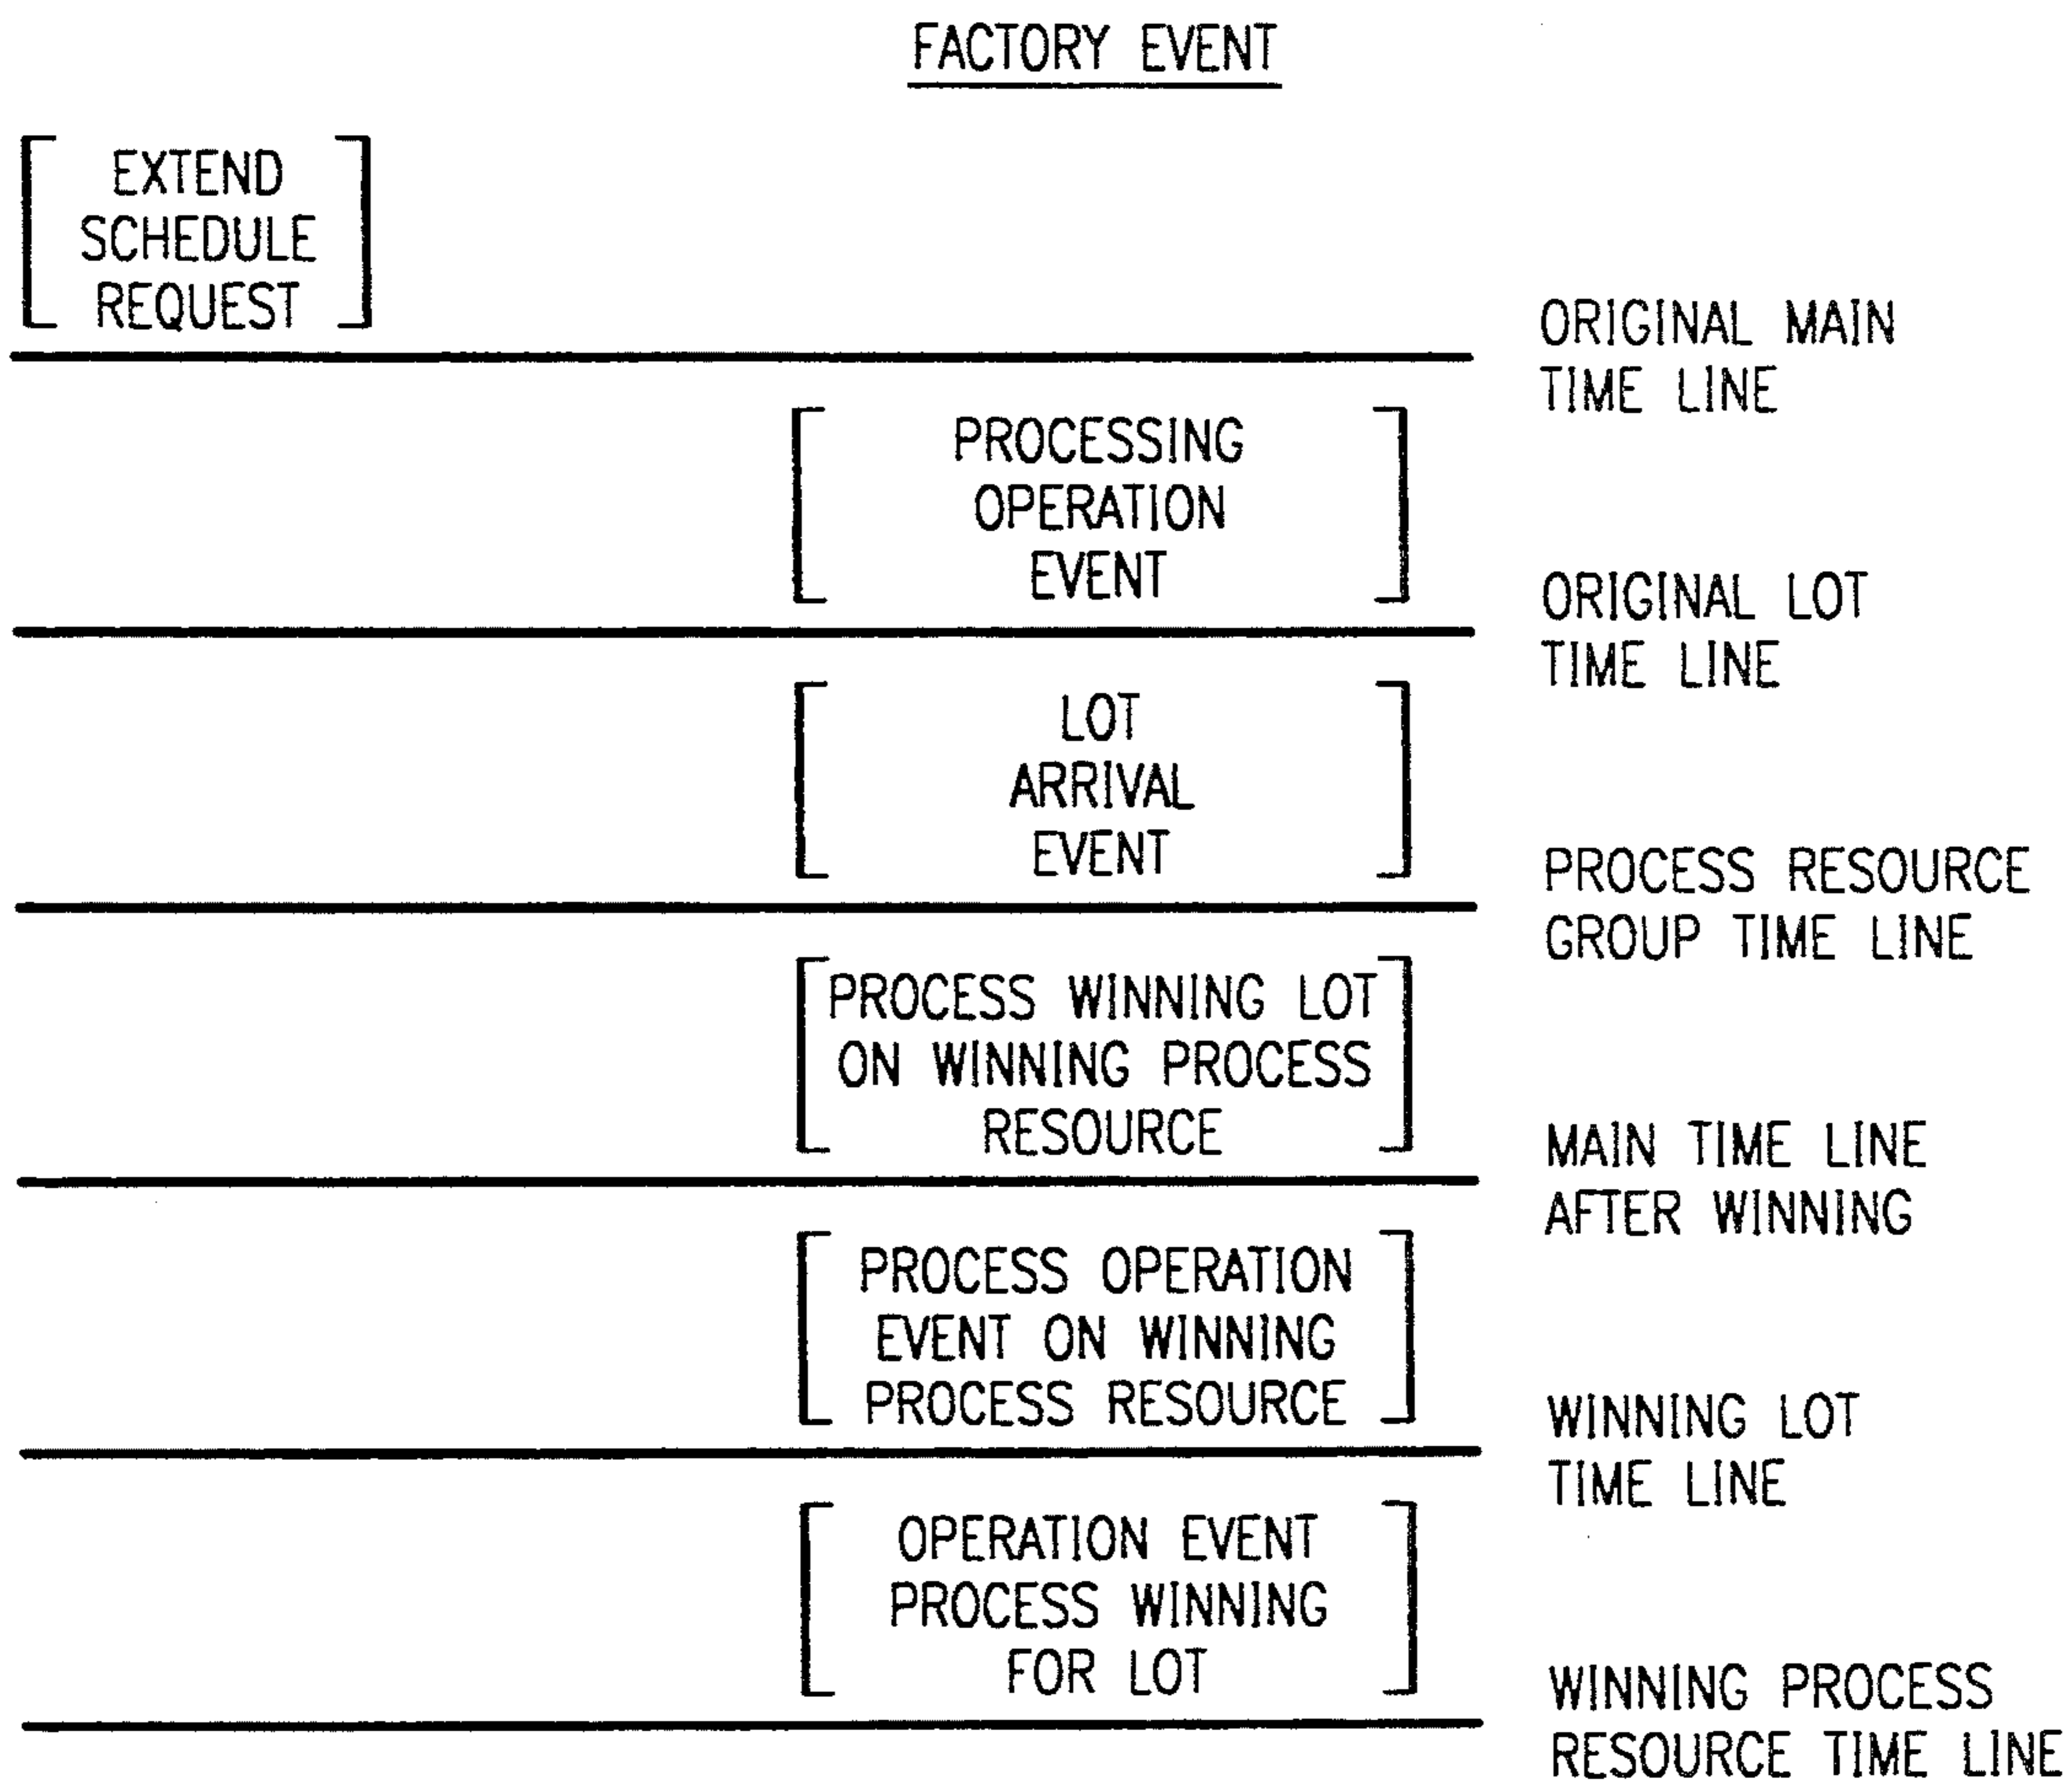 FACTORY EVENT
EXTEND
SCHEDULE
REQUEST
ORIGINAL MAIN
TIME LINE
PROCESSING
OPERATION
EVENT
ORIGINAL LOT
TIME LINE
LOT
ARRIVAL
EVENT
PROCESS RESOURCE
GROUP TIME LINE
PROCESS WINNING LOT
ON WINNING PROCESS
RESOURCE
MAIN TIME LINE
AFTER WINNING
PROCESS OPERATION
EVENT ON WINNING
PROCESS RESOURCE
WINNING LOT
TIME LINE
OPERATION EVENT
PROCESS WINNING
FOR LOT
WINNING PROCESS
RESOURCE TIME LINE